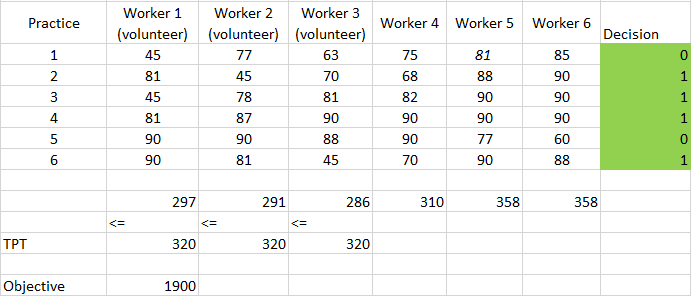 Practice Worker 1 (volunteer) Worker 2 (volunteer) Worker 3 (volunteer) Worker 4 Worker 5 Worker 6 Decision
1 45 77 63 75 81 85 0
2 81 45 70 68 88 90 1
3 45 78 81 82 90 90 1
4 81 87 90 90 90 90 1
5 90 90 88 90 77 60 0
6 90 81 45 70 90 88 1
297 291 286 310 358 358
<= <= <=
TPT 320 320 320
Objective 1900